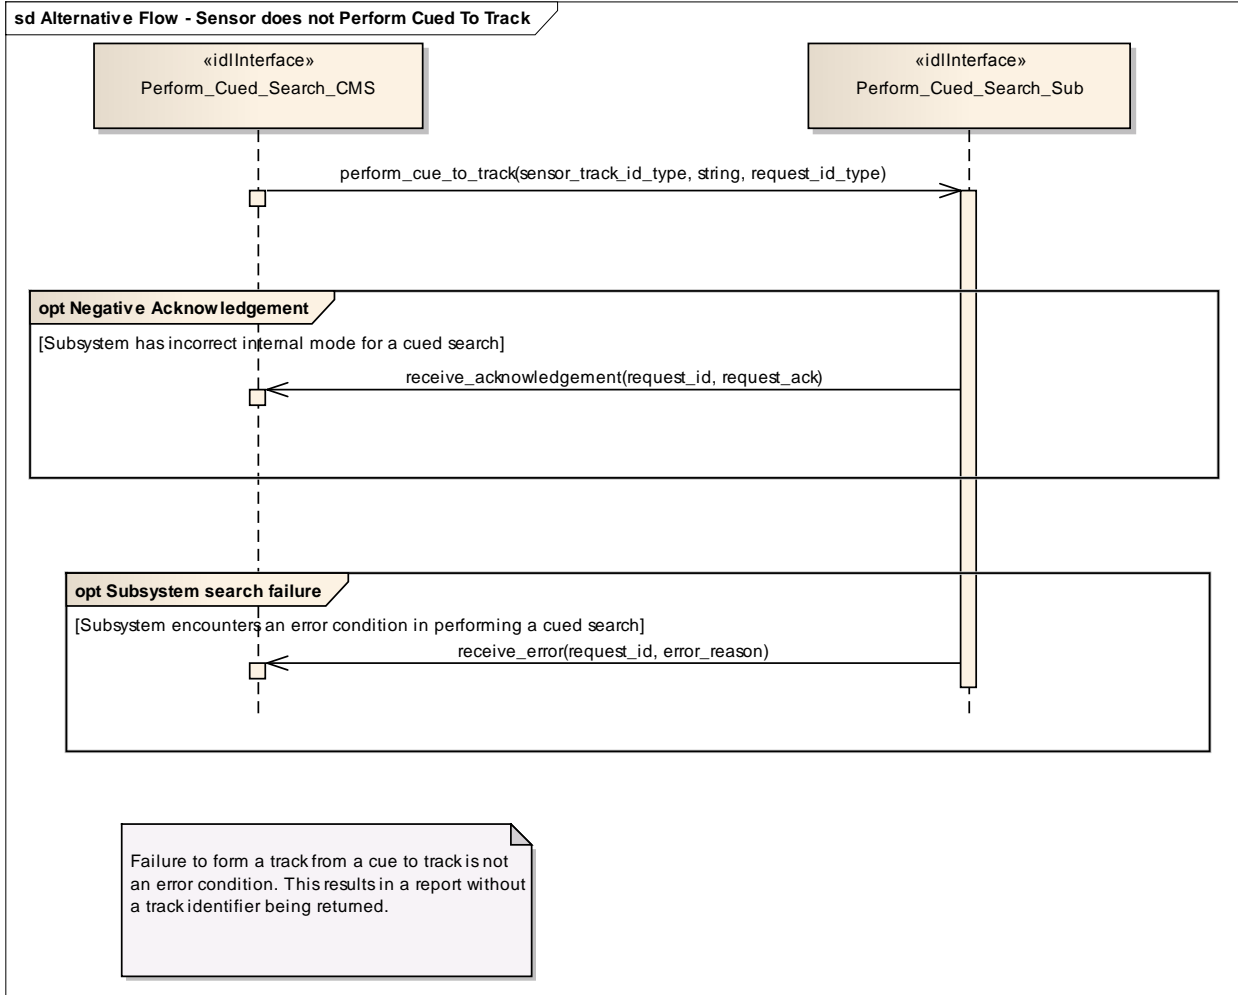 sd Alternative Flow - Sensor does not Perform Cued To Track
«idlInterface»
Perform_Cued_Search_CMS
«idlInterface»
Perform_Cued_Search_Sub
perform_cue_to_track(sensor_track_id_type, string, request_id_type)
opt Negative Acknowledgement
[Subsystem has incorrect internal mode for a cued search]
receive_acknowledgement(request_id, request_ack)
opt Subsystem search failure
[Subsystem encounters an error condition in performing a cued search]
receive_error(request_id, error_reason)
Failure to form a track from a cue to track is not
an error condition. This results in a report without
a track identifier being returned.